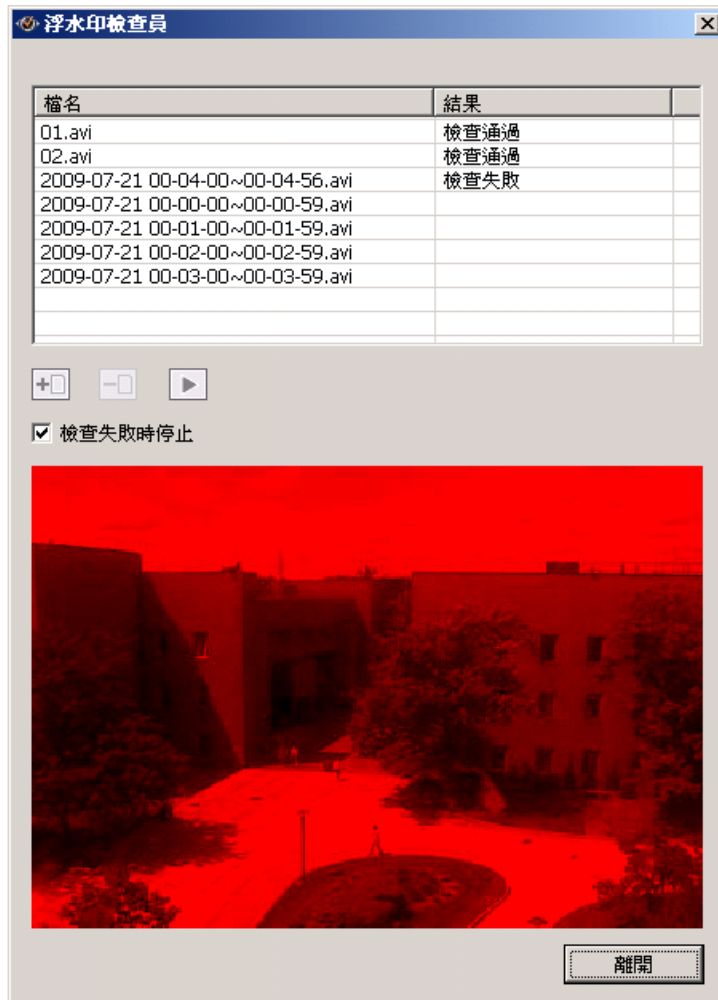 浮水印檢查員
檔名 結果
01.avi 檢查通過
02.avi 檢查通過
2009-07-21 00-04-00~00-04-56.avi 檢查失敗
2009-07-21 00-00-00~00-00-59.avi
2009-07-21 00-01-00~00-01-59.avi
2009-07-21 00-02-00~00-02-59.avi
2009-07-21 00-03-00~00-03-59.avi
檢查失敗時停止
離開